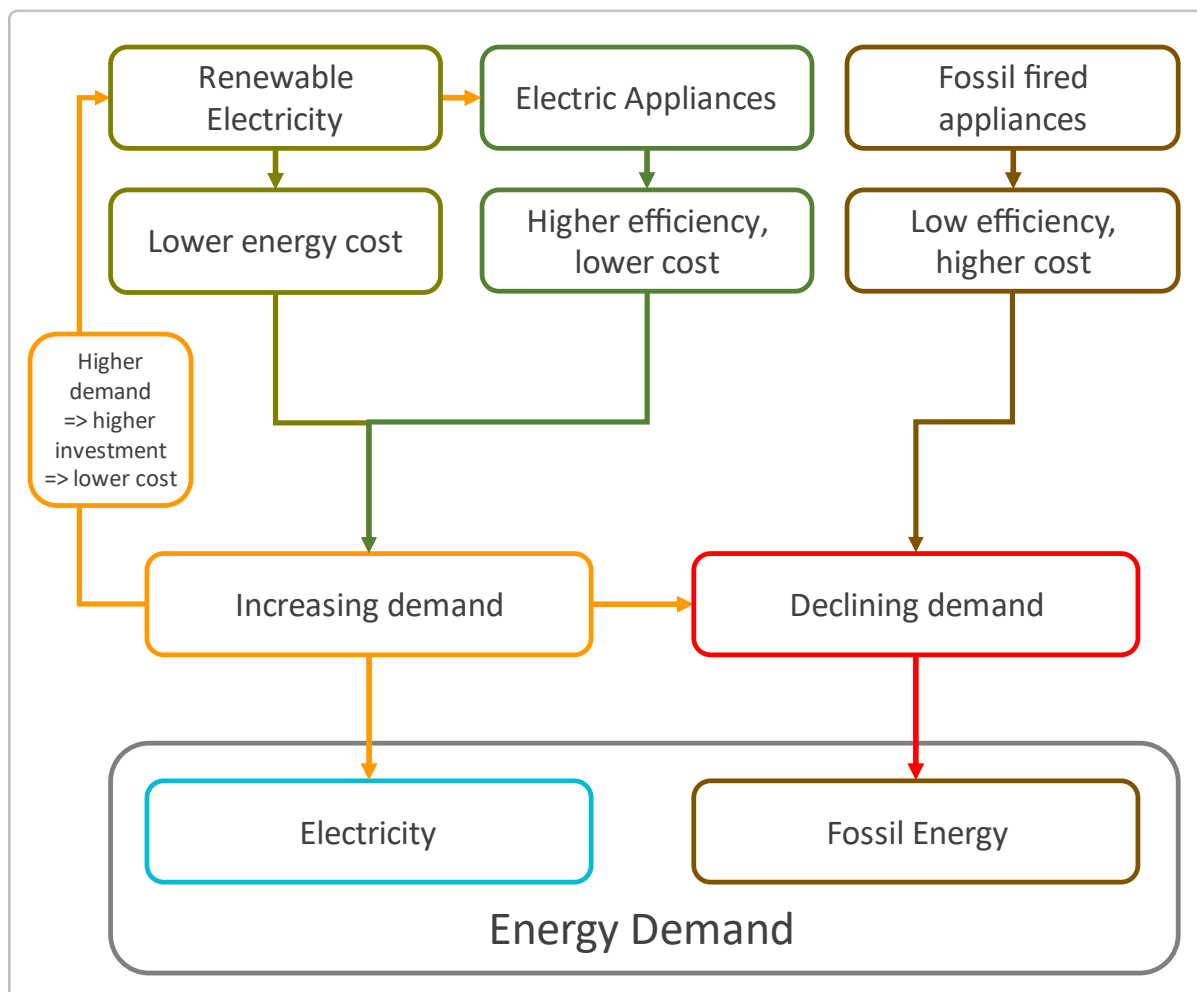 Renewable
Electricity
Electric Appliances
Fossil fired
appliances
Lower energy cost
Higher efficiency,
lower cost
Low efficiency,
higher cost
Higher
demand
=> higher
investment
=> lower cost
Increasing demand
Declining demand
Electricity
Fossil Energy
Energy Demand